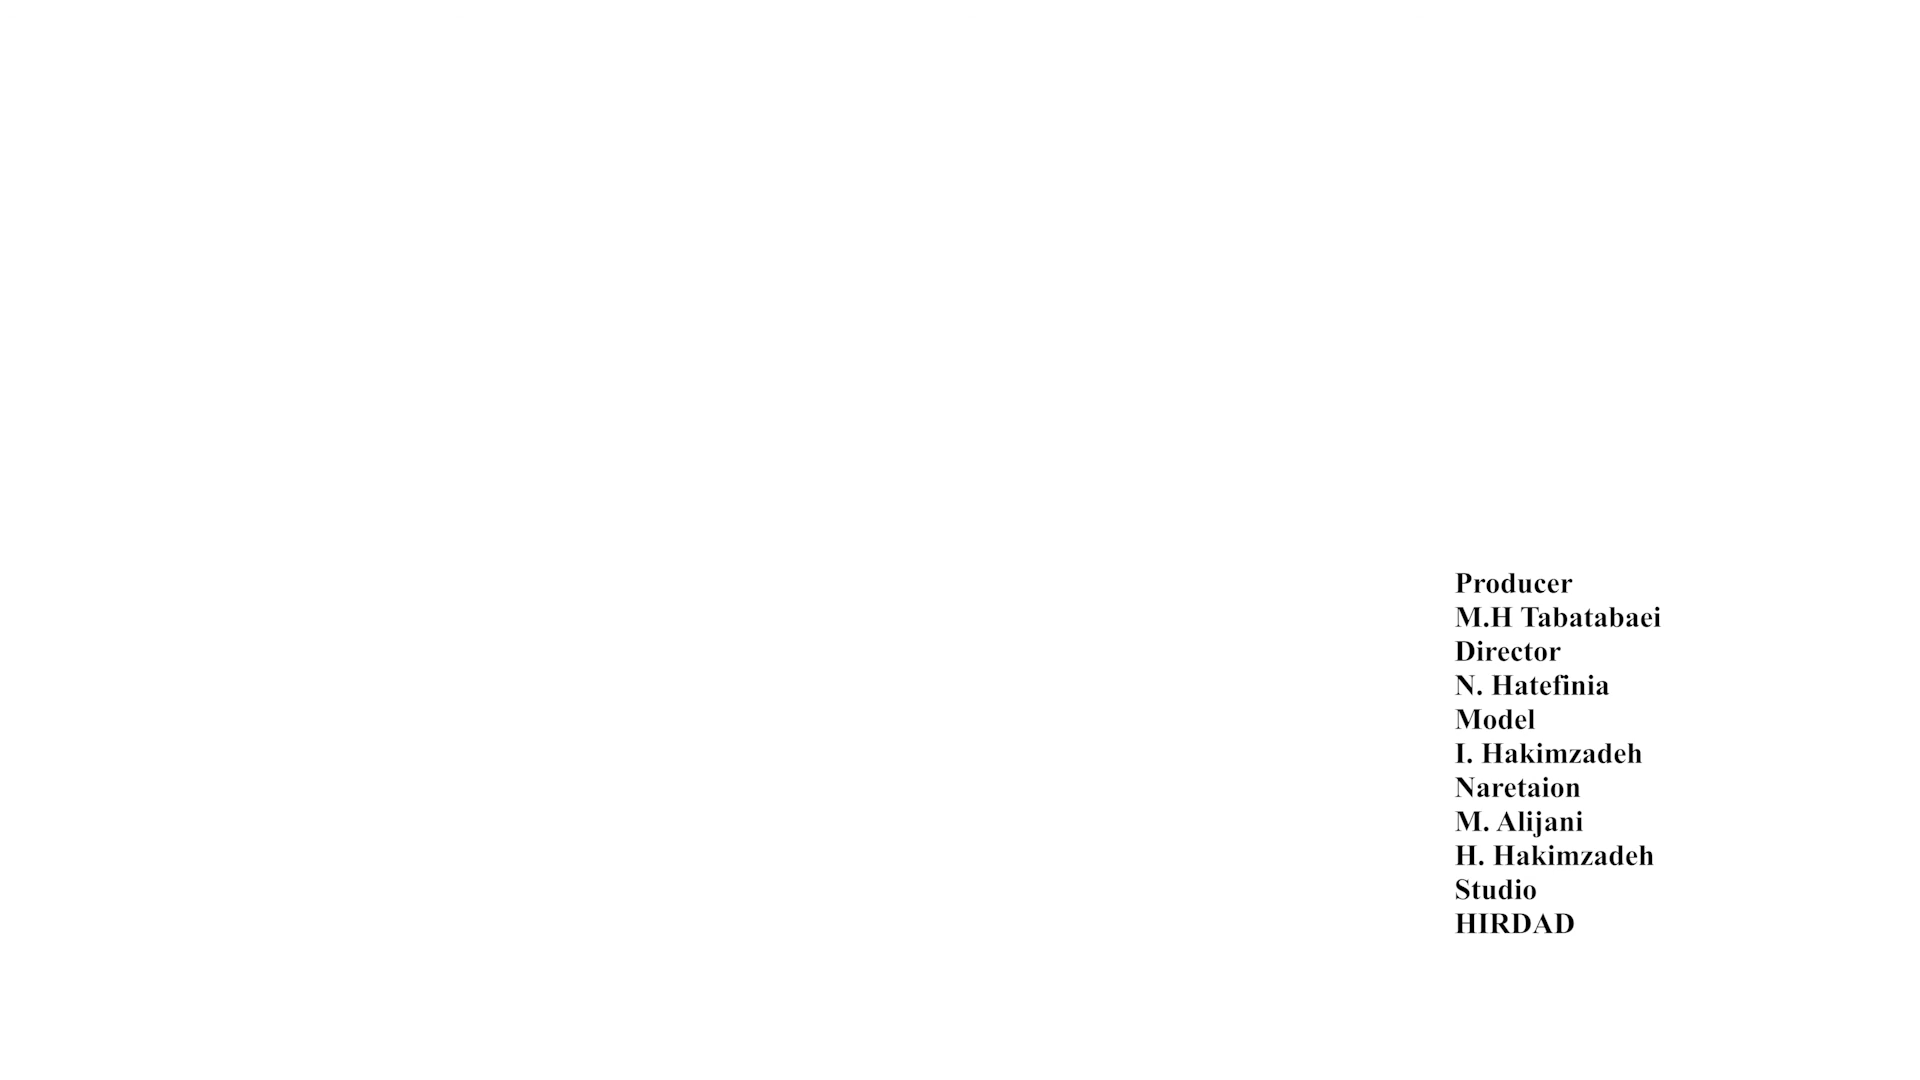 Producer
M.H Tabatabaei
Director
N. Hatefinia
Model
I. Hakimzadeh
Naretaion
M. Alijani
H. Hakimzadeh
Studio
HIRDAD